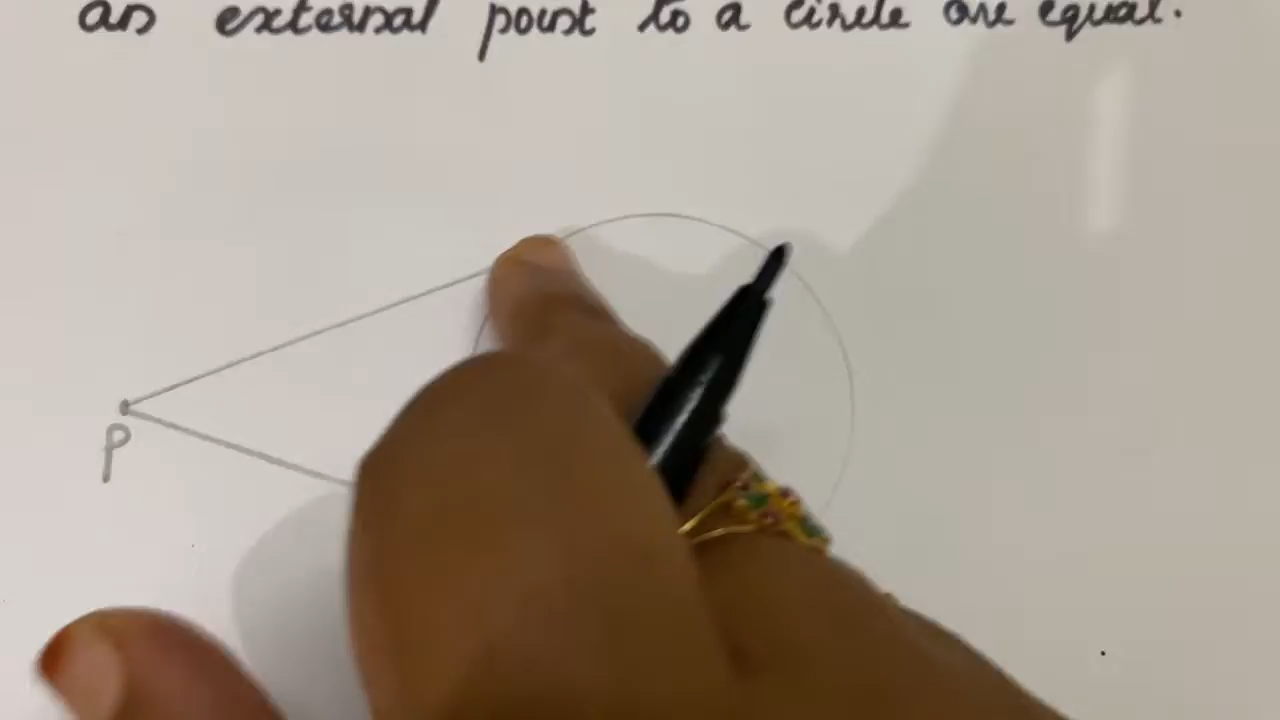 an external point to a circle are equal.
P